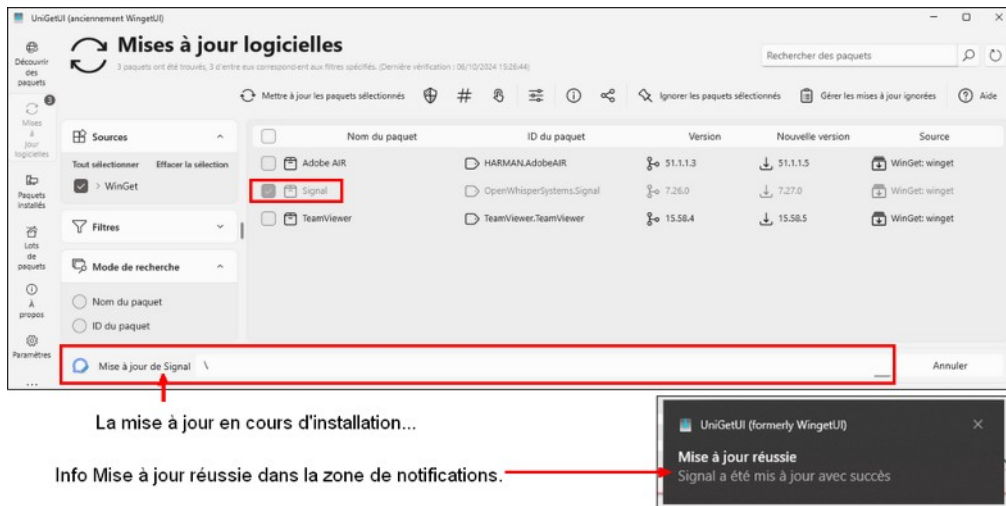 UniGetUI (anciennement WingetUI)
Découvrir
des
paquets
Mises à jour logicielles
3 paquets ont été trouvés, 3 d'entre eux correspondent aux filtres spécifiés. (Dernière vérification : 06/10/2024 15:28:44)
Rechercher des paquets
3
Mises
à
jour
logicielles
Mettre à jour les paquets sélectionnés
Ignorer les paquets sélectionnés
Gérer les mises à jour ignorées
Aide
Sources
Tout sélectionner Effacer la sélection
WinGet
Nom du paquet ID du paquet Version Nouvelle version Source
Adobe AIR HARMAN.AdobeAIR 51.1.1.3 51.1.1.5 WinGet: winget
Signal OpenWhisperSystems.Signal 7.26.0 7.27.0 WinGet: winget
TeamViewer TeamViewer.TeamViewer 15.58.4 15.58.5 WinGet: winget
Paquets
installés
Filtres
Lots
de
paquets
Mode de recherche
À
propos
Nom du paquet
ID du paquet
Paramètres
Mise à jour de Signal \
Annuler
La mise à jour en cours d'installation...
Info Mise à jour réussie dans la zone de notifications.
UniGetUI (formerly WingetUI)
Mise à jour réussie
Signal a été mis à jour avec succès